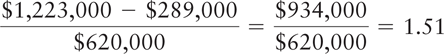 $1,223,000 − $289,000 / $620,000 = $934,000 / $620,000 = 1.51